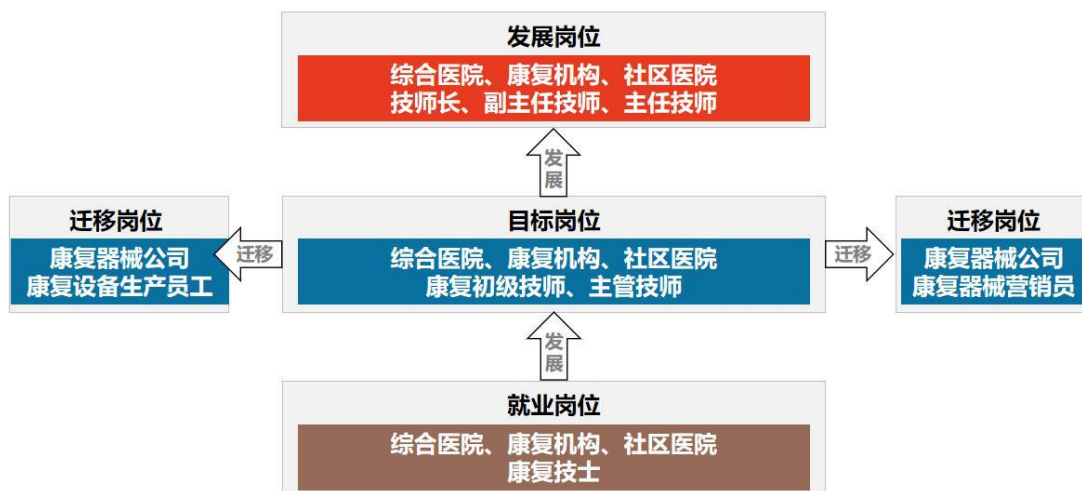 发展岗位
综合医院、康复机构、社区医院
技师长、副主任技师、主任技师
发展
迁移岗位
康复器械公司
康复设备生产员工
迁移
目标岗位
综合医院、康复机构、社区医院
康复初级技师、主管技师
迁移
迁移岗位
康复器械公司
康复器械营销员
发展
就业岗位
综合医院、康复机构、社区医院
康复技士